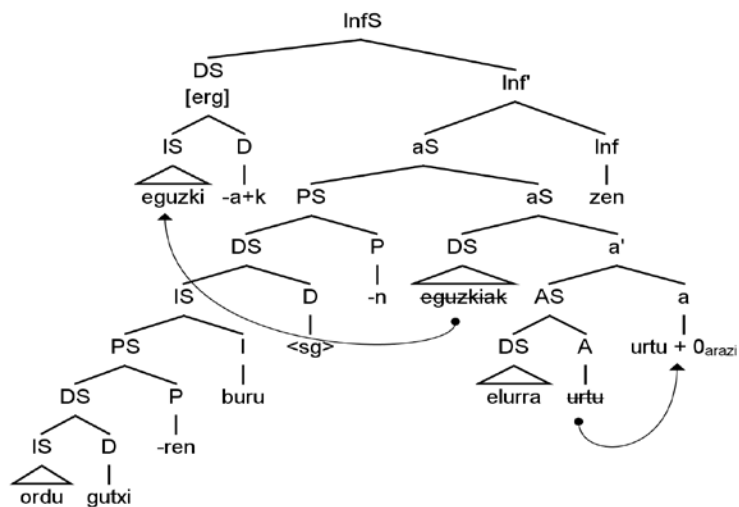 InfS
DS Inf'
[erg]
IS D aS Inf
eguzki -a+k PS aS zen
DS P DS a'
IS D -n eguzkiak AS a
PS I <sg> DS A urtu + 0arazi
DS P buru elurra urtu
IS D -ren
ordu gutxi